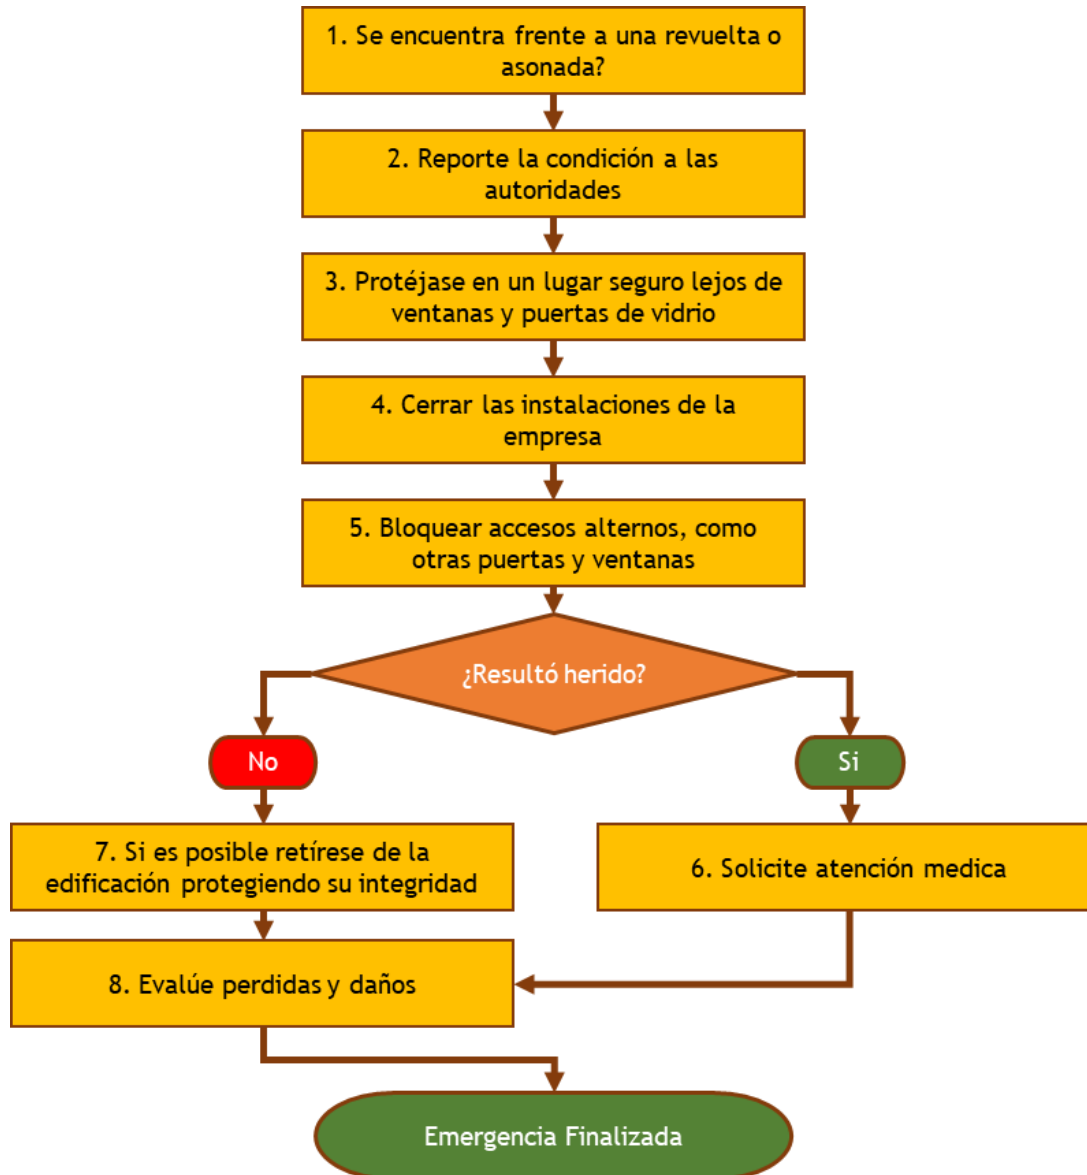 1. Se encuentra frente a una revuelta o
asonada?
2. Reporte la condición a las
autoridades
3. Protéjase en un lugar seguro lejos de
ventanas y puertas de vidrio
4. Cerrar las instalaciones de la
empresa
5. Bloquear accesos alternos, como
otras puertas y ventanas
¿Resultó herido?
No
Si
7. Si es posible retírese de la
edificación protegiendo su integridad
6. Solicite atención medica
8. Evalúe perdidas y daños
Emergencia Finalizada